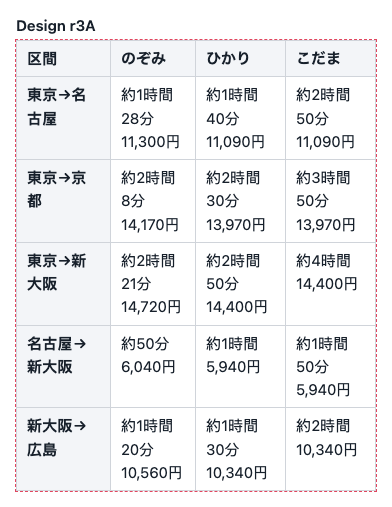 Design r3A
区間 のぞみ ひかり こだま
東京→名 約1時間 約1時間 約2時間
古屋 28分 40分 50分
11,300円 11,090円 11,090円
東京→京 約2時間 約2時間 約3時間
都 8分 30分 50分
14,170円 13,970円 13,970円
東京→新 約2時間 約2時間 約4時間
大阪 21分 50分 14,400円
14,720円 14,400円
名古屋→ 約50分 約1時間 約1時間
新大阪 6,040円 5,940円 50分
5,940円
新大阪→ 約1時間 約1時間 約2時間
広島 20分 30分 10,340円
10,560円 10,340円